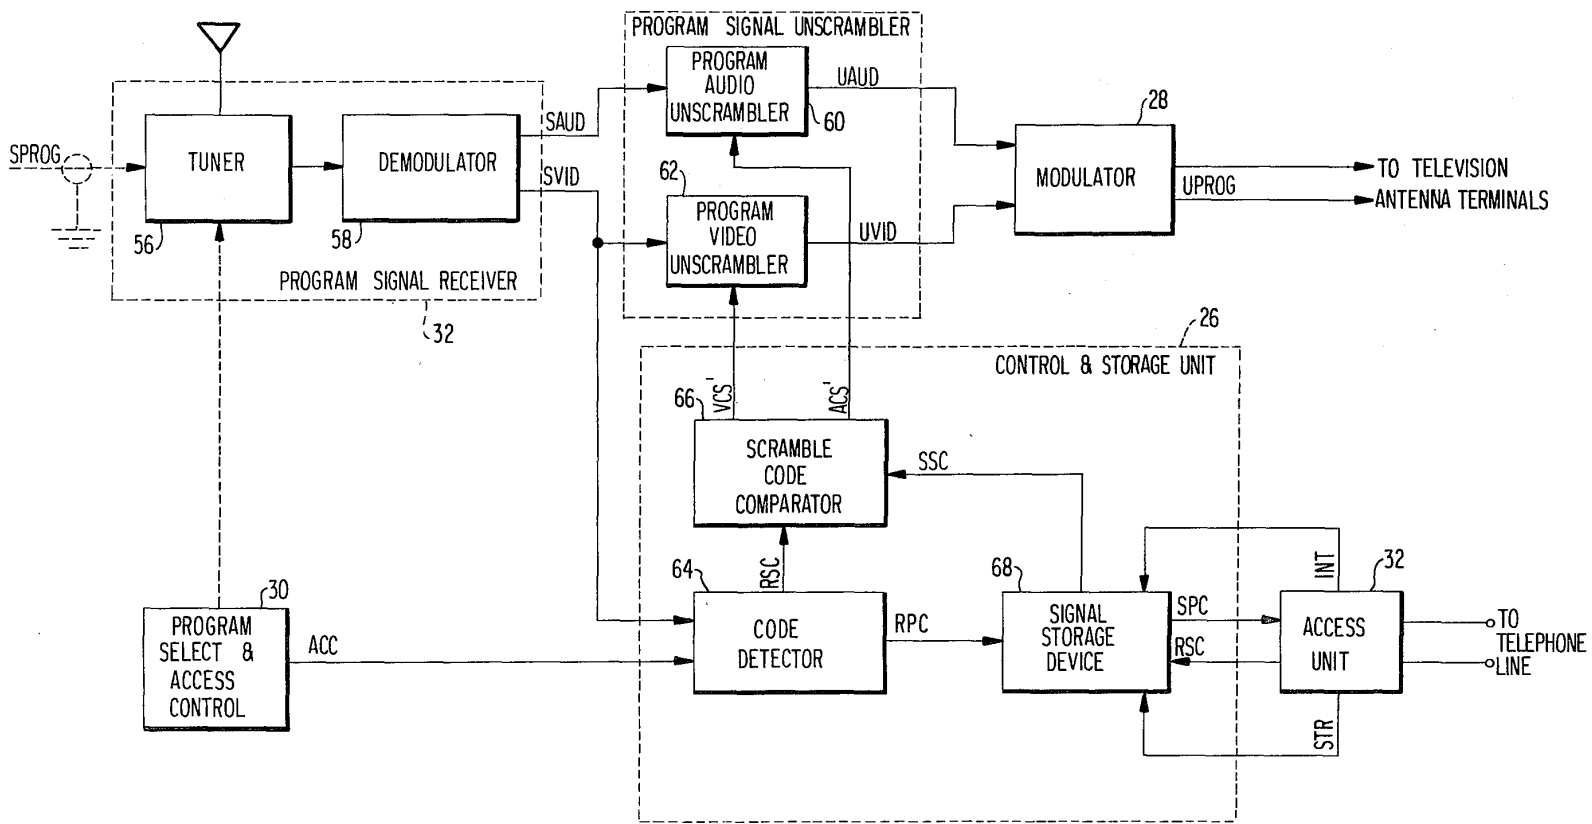 PROGRAM SIGNAL UNSCRAMBLER
PROGRAM
AUDIO
UNSCRAMBLER
60
UAUD
28
SPROG
TUNER
56
DEMODULATOR
58
SAUD
SVID
PROGRAM SIGNAL RECEIVER
32
62
PROGRAM
VIDEO
UNSCRAMBLER
UVID
MODULATOR
UPROG
TO TELEVISION
ANTENNA TERMINALS
26
CONTROL & STORAGE UNIT
VCS'
ACS'
66
SCRAMBLE
CODE
COMPARATOR
SSC
RSC
64
CODE
DETECTOR
RPC
68
SIGNAL
STORAGE
DEVICE
SPC
RSC
INT
STR
32
ACCESS
UNIT
TO
TELEPHONE
LINE
30
PROGRAM
SELECT &
ACCESS
CONTROL
ACC